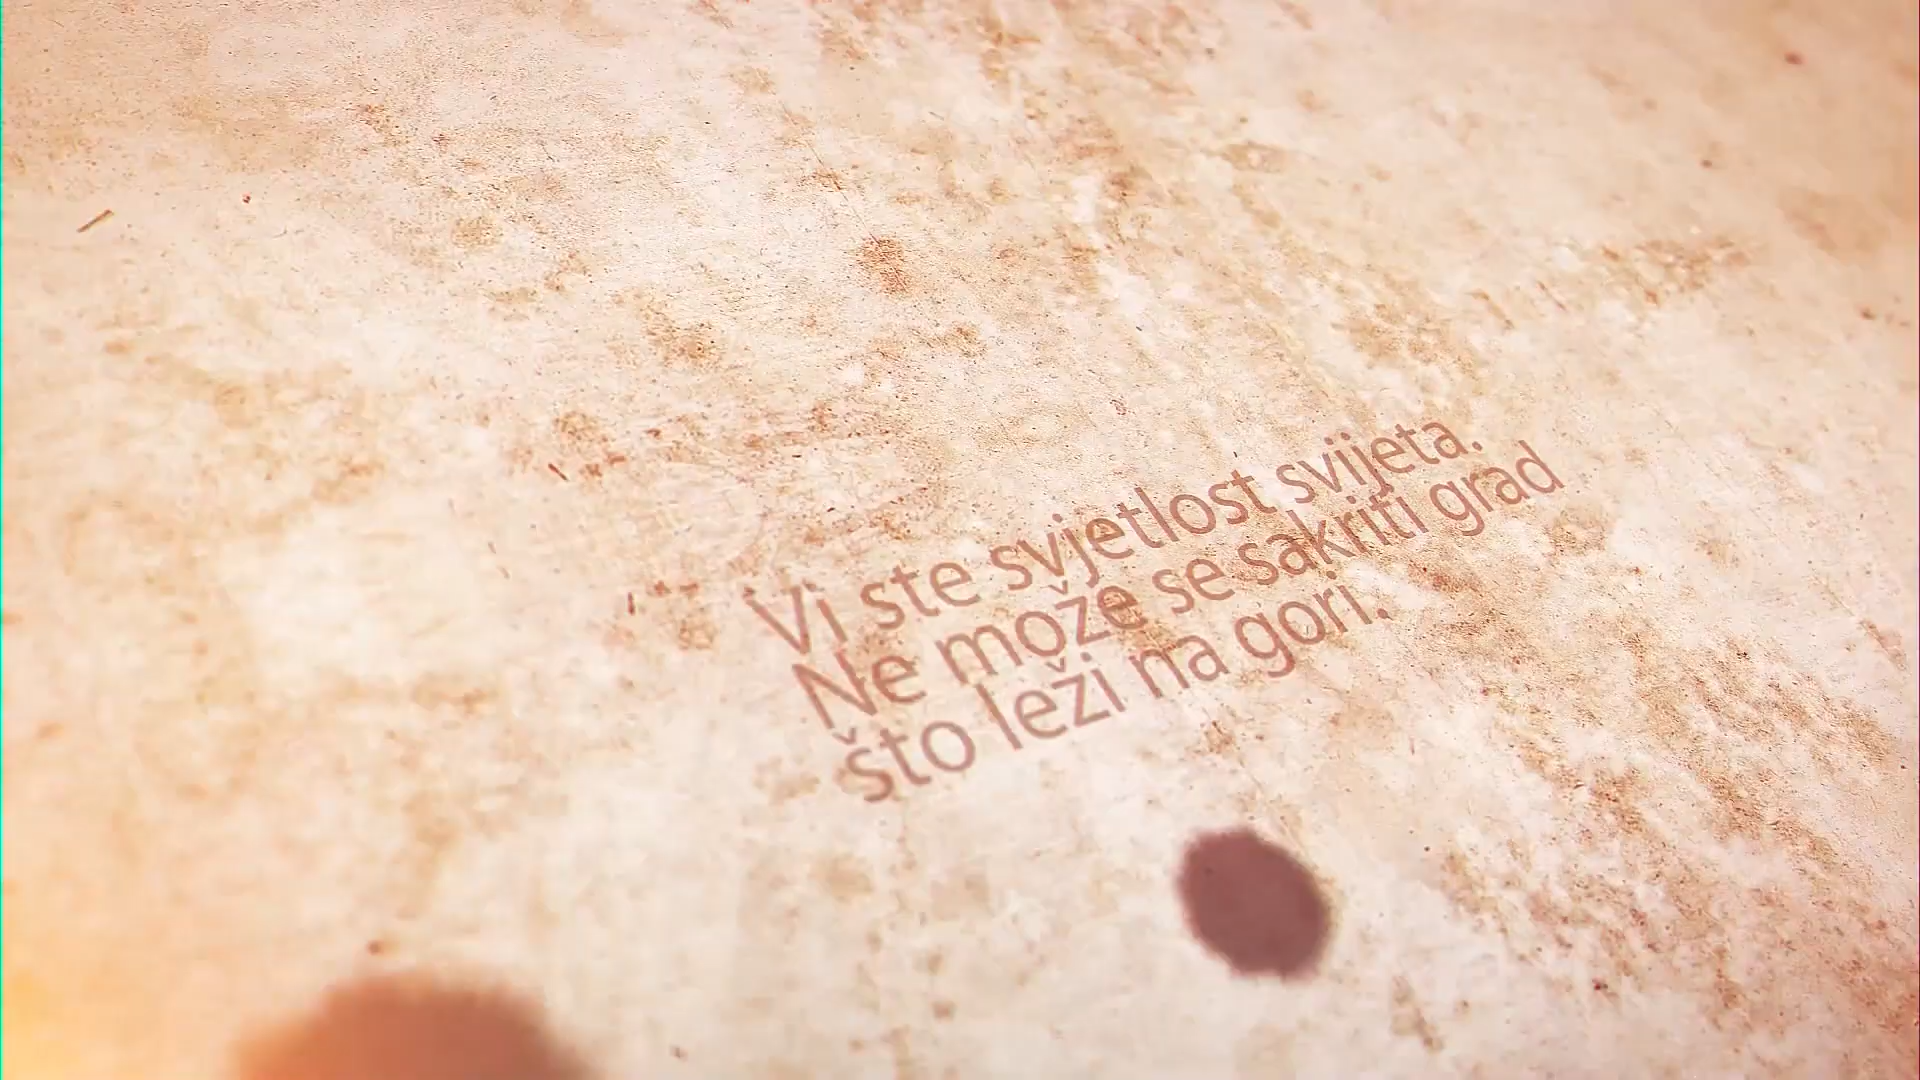 Vi ste svjetlost svijeta.
Ne može se sakriti grad
što leži na gori.